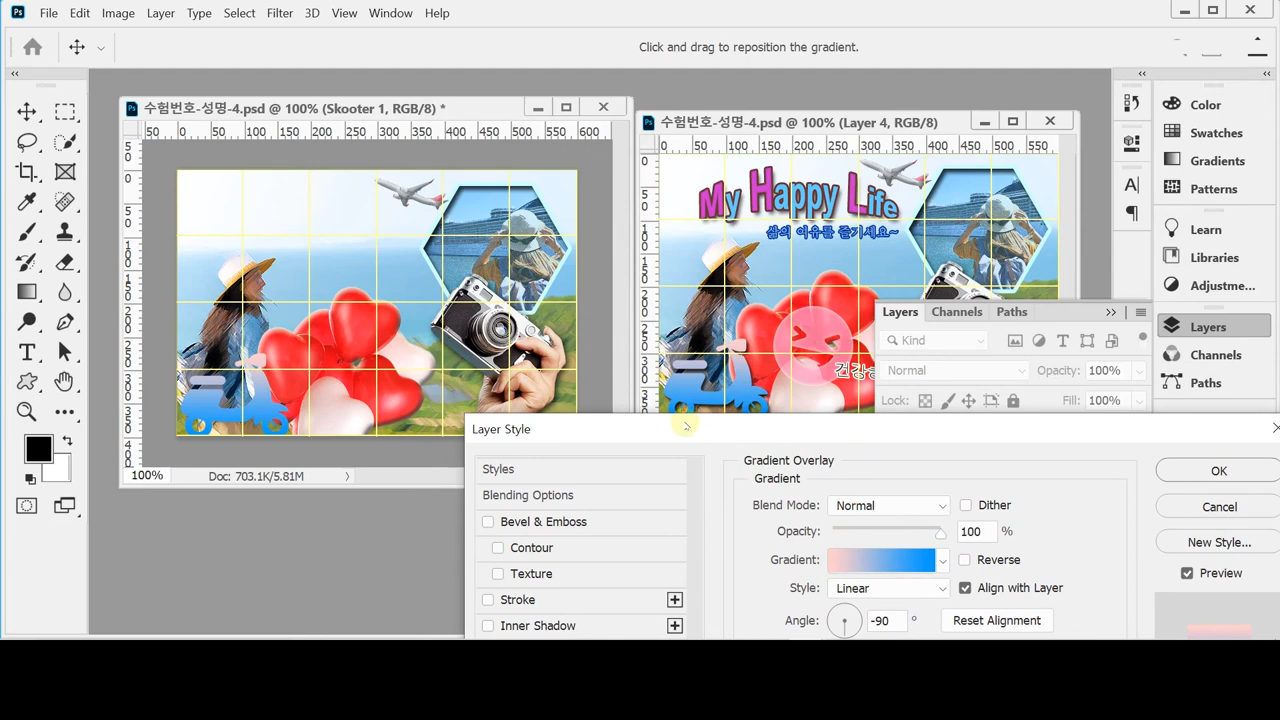 Ps File Edit Image Layer Type Select Filter 3D View Window Help
Click and drag to reposition the gradient.
Ps 수험번호-성명-4.psd @ 100% (Skooter 1, RGB/8) *
50 0 50 100 150 200 250 300 350 400 450 500 550 600
100% Doc: 703.1K/5.81M
Ps 수험번호-성명-4.psd @ 100% (Layer 4, RGB/8)
0 50 100 150 200 250 300 350 400 450 500 550
My Happy Life
삶의 여유를 즐기세요~
Layers Channels Paths
Kind
Normal Opacity: 100%
Lock: Fill: 100%
Color
Swatches
Gradients
Patterns
Learn
Libraries
Adjustme...
Layers
Channels
Paths
Layer Style
Styles
Blending Options
Bevel & Emboss
Contour
Texture
Stroke
Inner Shadow
Gradient Overlay
Gradient
Blend Mode: Normal Dither
Opacity: 100 %
Gradient: Reverse
Style: Linear Align with Layer
Angle: -90 ° Reset Alignment
OK
Cancel
New Style...
Preview